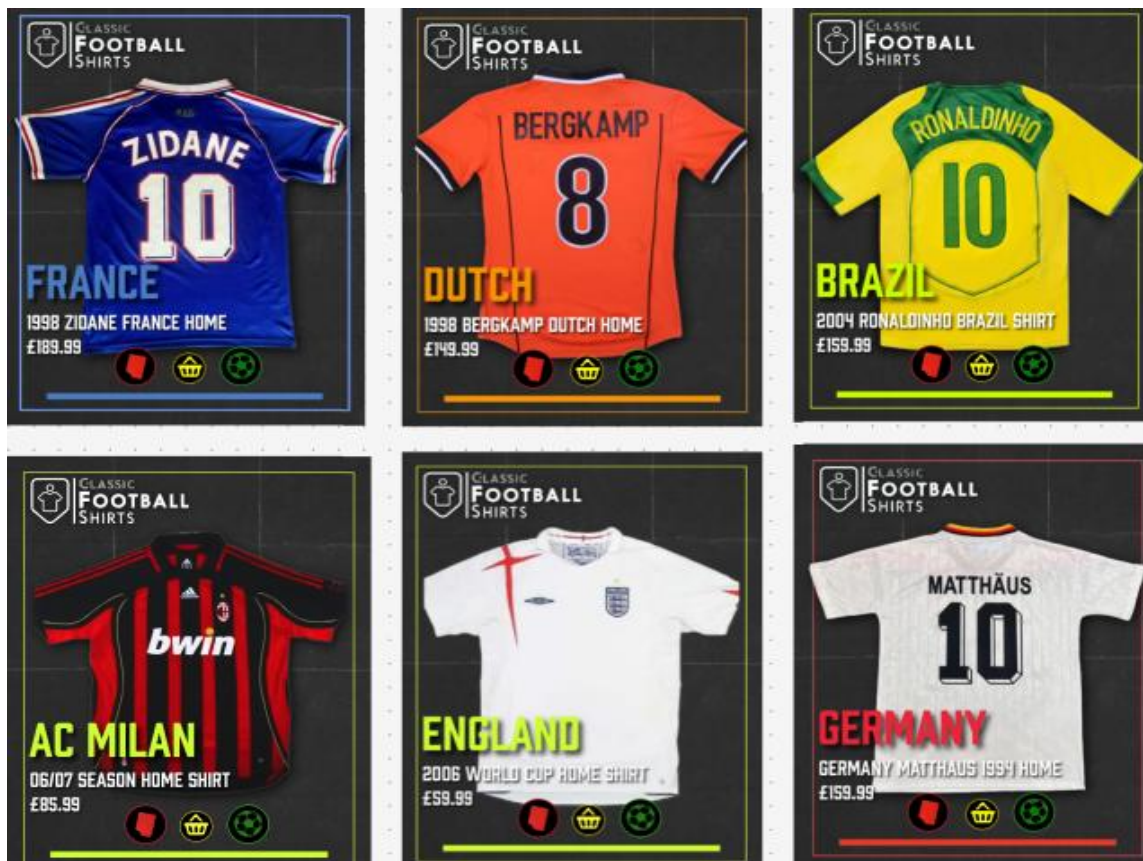 CLASSIC
FOOTBALL
SHIRTS
ZIDANE
10
FRANCE
1998 ZIDANE FRANCE HOME
£189.99
CLASSIC
FOOTBALL
SHIRTS
BERGKAMP
8
DUTCH
1998 BERGKAMP DUTCH HOME
£149.99
CLASSIC
FOOTBALL
SHIRTS
RONALDINHO
10
BRAZIL
2004 RONALDINHO BRAZIL SHIRT
£159.99
CLASSIC
FOOTBALL
SHIRTS
bwin
AC MILAN
06/07 SEASON HOME SHIRT
£85.99
CLASSIC
FOOTBALL
SHIRTS
ENGLAND
2006 WORLD CUP HOME SHIRT
£59.99
CLASSIC
FOOTBALL
SHIRTS
MATTHÄUS
10
GERMANY
GERMANY MATTHAUS 1994 HOME
£159.99